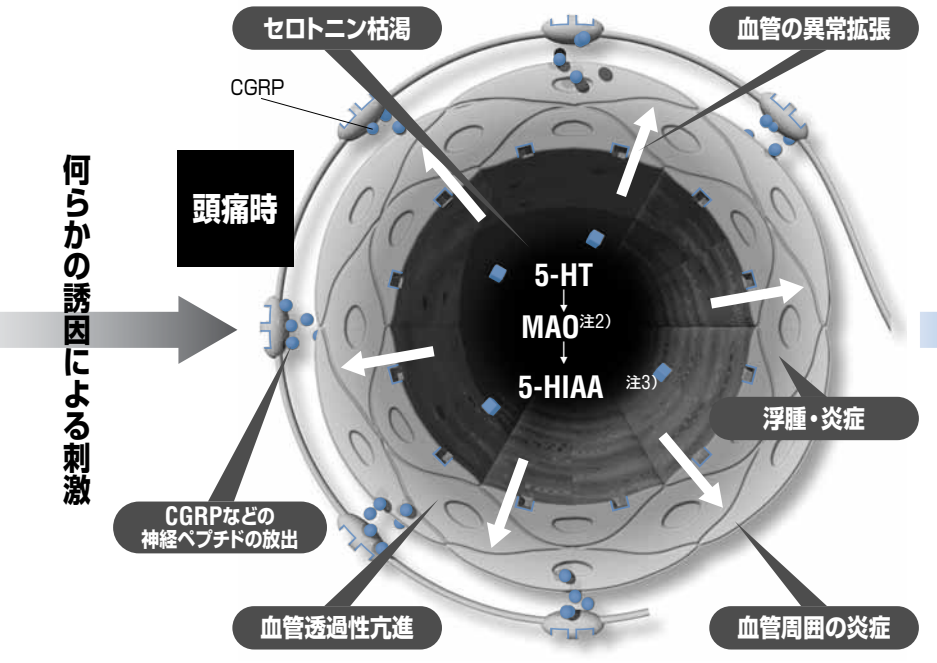 セロトニン枯渇
血管の異常拡張
CGRP
何らかの誘因による刺激
頭痛時
5-HT
MAO注2)
5-HIAA 注3)
浮腫・炎症
CGRPなどの
神経ペプチドの放出
血管透過性亢進
血管周囲の炎症